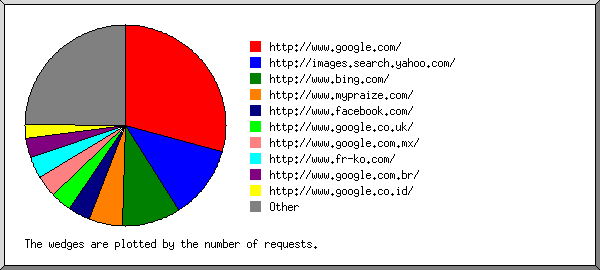 http://www.google.com/
http://images.search.yahoo.com/
http://www.bing.com/
http://www.mypraize.com/
http://www.facebook.com/
http://www.google.co.uk/
http://www.google.com.mx/
http://www.fr-ko.com/
http://www.google.com.br/
http://www.google.co.id/
Other
The wedges are plotted by the number of requests.